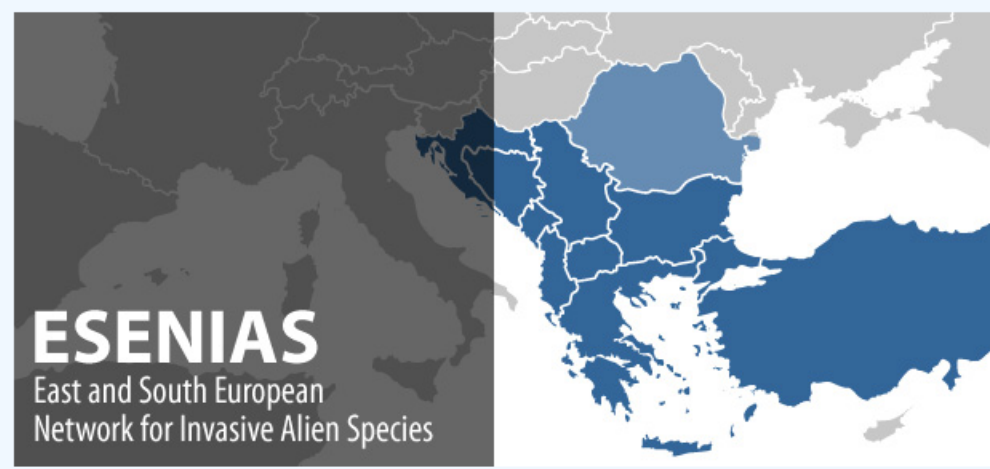 ESENIAS
East and South European
Network for Invasive Alien Species